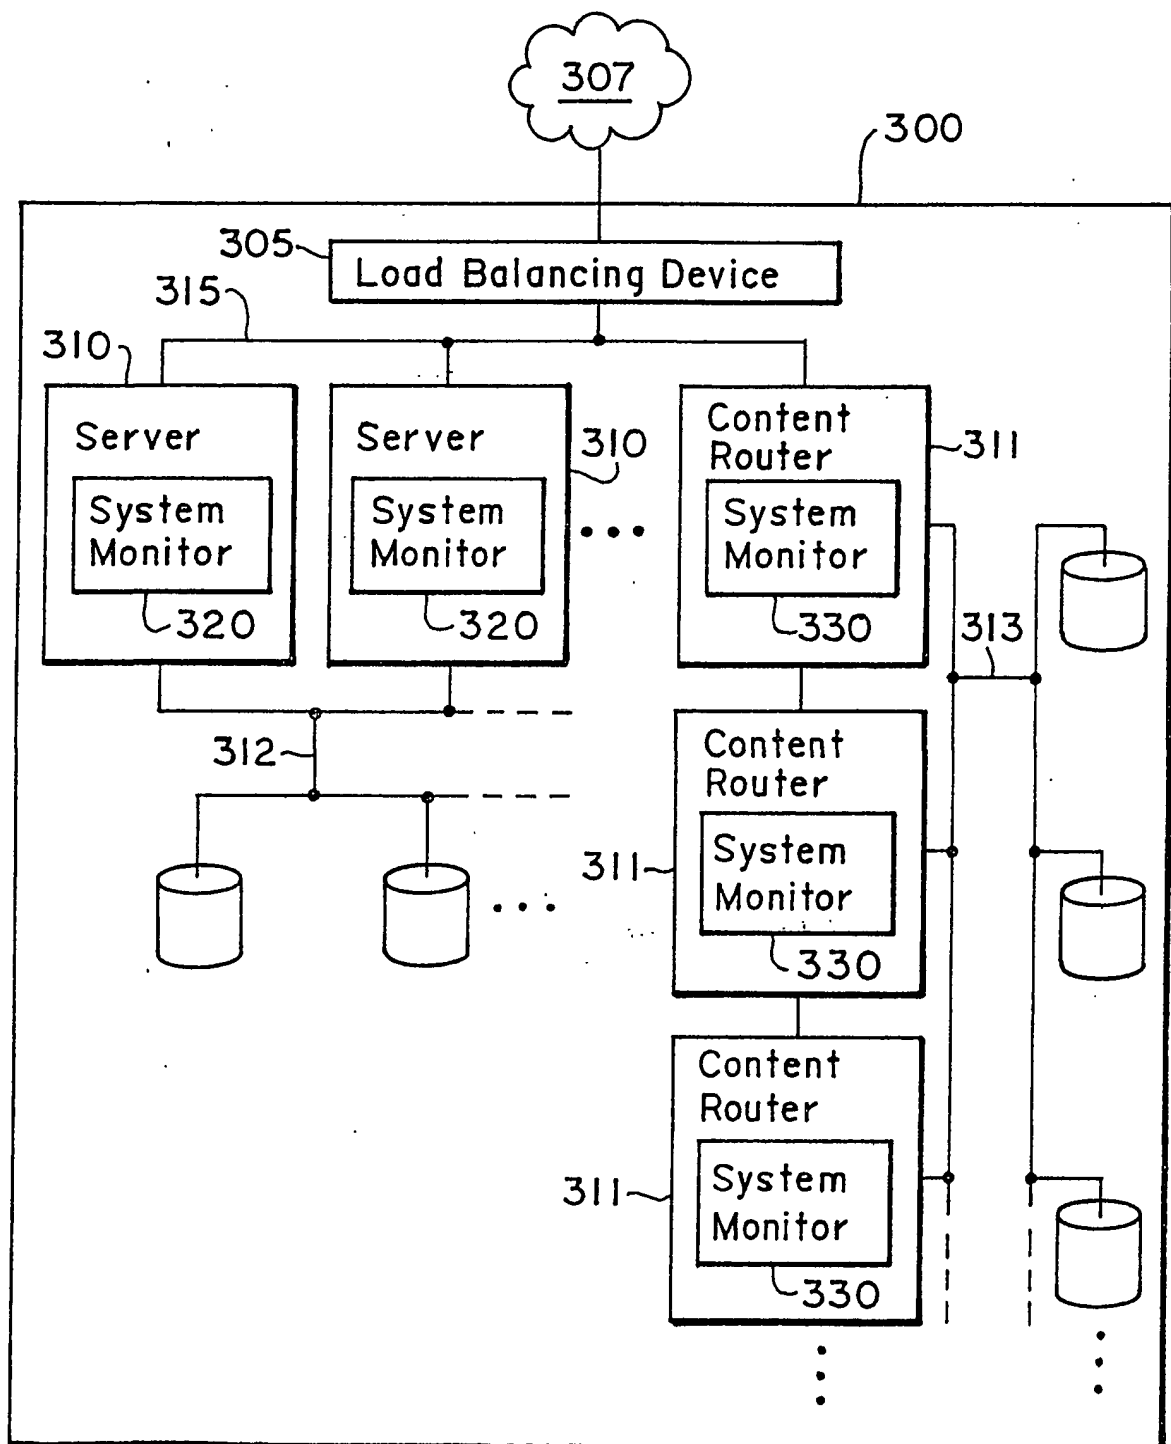 307
300
305
Load Balancing Device
315
310
Server
System
Monitor
320
Server
System
Monitor
320
310
Content
Router
System
Monitor
330
311
313
312
Content
Router
System
Monitor
330
311
Content
Router
System
Monitor
330
311